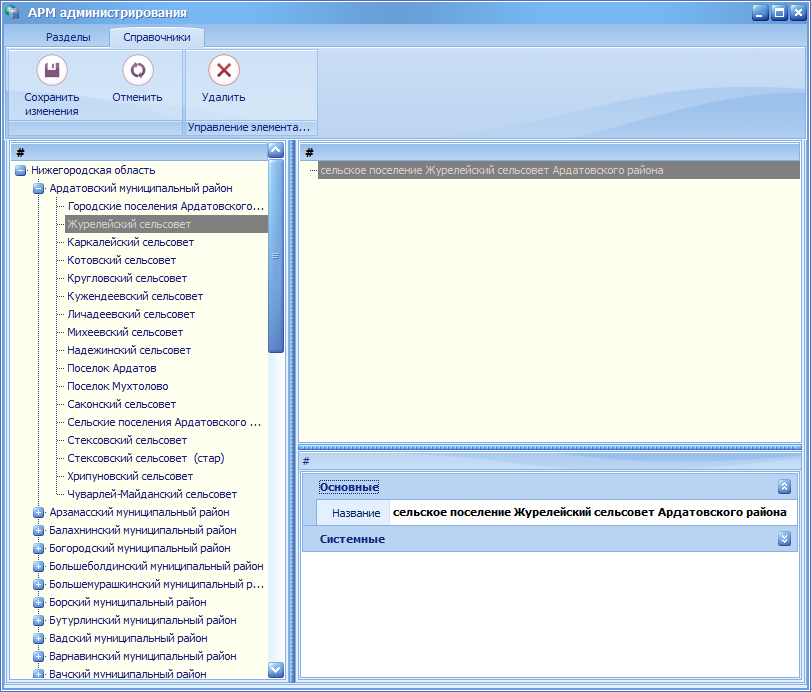 АРМ администрирования
Разделы
Справочники
Сохранить
изменения
Отменить
Удалить
Управление элемента...
#
Нижегородская область
Ардатовский муниципальный район
Городские поселения Ардатовского...
Журелейский сельсовет
Каркалейский сельсовет
Котовский сельсовет
Кругловский сельсовет
Кужендеевский сельсовет
Личадеевский сельсовет
Михеевский сельсовет
Надежинский сельсовет
Поселок Ардатов
Поселок Мухтолово
Саконский сельсовет
Сельские поселения Ардатовского ...
Стексовский сельсовет
Стексовский сельсовет (стар)
Хрипуновский сельсовет
Чуварлей-Майданский сельсовет
Арзамасский муниципальный район
Балахнинский муниципальный район
Богородский муниципальный район
Большеболдинский муниципальный район
Большемурашкинский муниципальный р...
Борский муниципальный район
Бутурлинский муниципальный район
Вадский муниципальный район
Варнавинский муниципальный район
Вачский муниципальный район
#
сельское поселение Журелейский сельсовет Ардатовского района
#
Основные
Название сельское поселение Журелейский сельсовет Ардатовского района
Системные